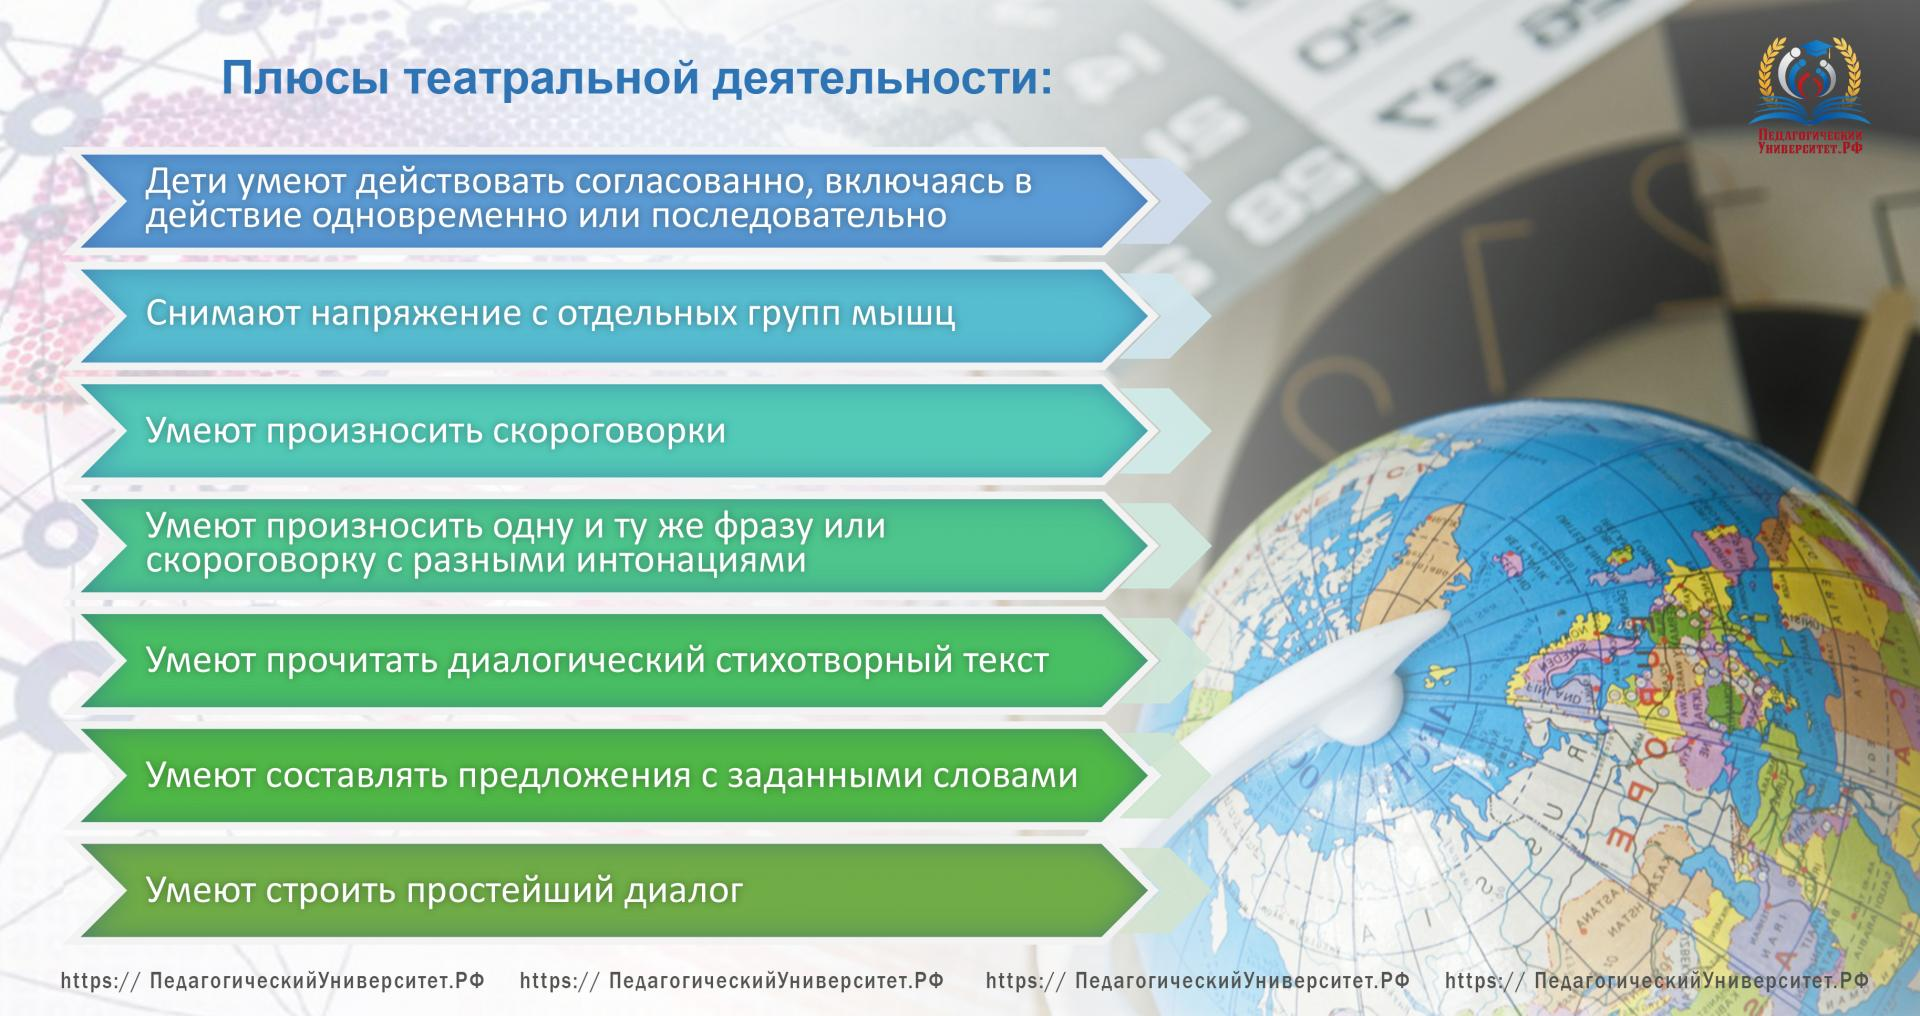 Плюсы театральной деятельности:
Педагогический
Университет.РФ
Дети умеют действовать согласованно, включаясь в
действие одновременно или последовательно
Снимают напряжение с отдельных групп мышц
Умеют произносить скороговорки
Умеют произносить одну и ту же фразу или
скороговорку с разными интонациями
Умеют прочитать диалогический стихотворный текст
Умеют составлять предложения с заданными словами
Умеют строить простейший диалог
https:// ПедагогическийУниверситет.РФ https:// ПедагогическийУниверситет.РФ https:// ПедагогическийУниверситет.РФ https:// ПедагогическийУниверситет.РФ